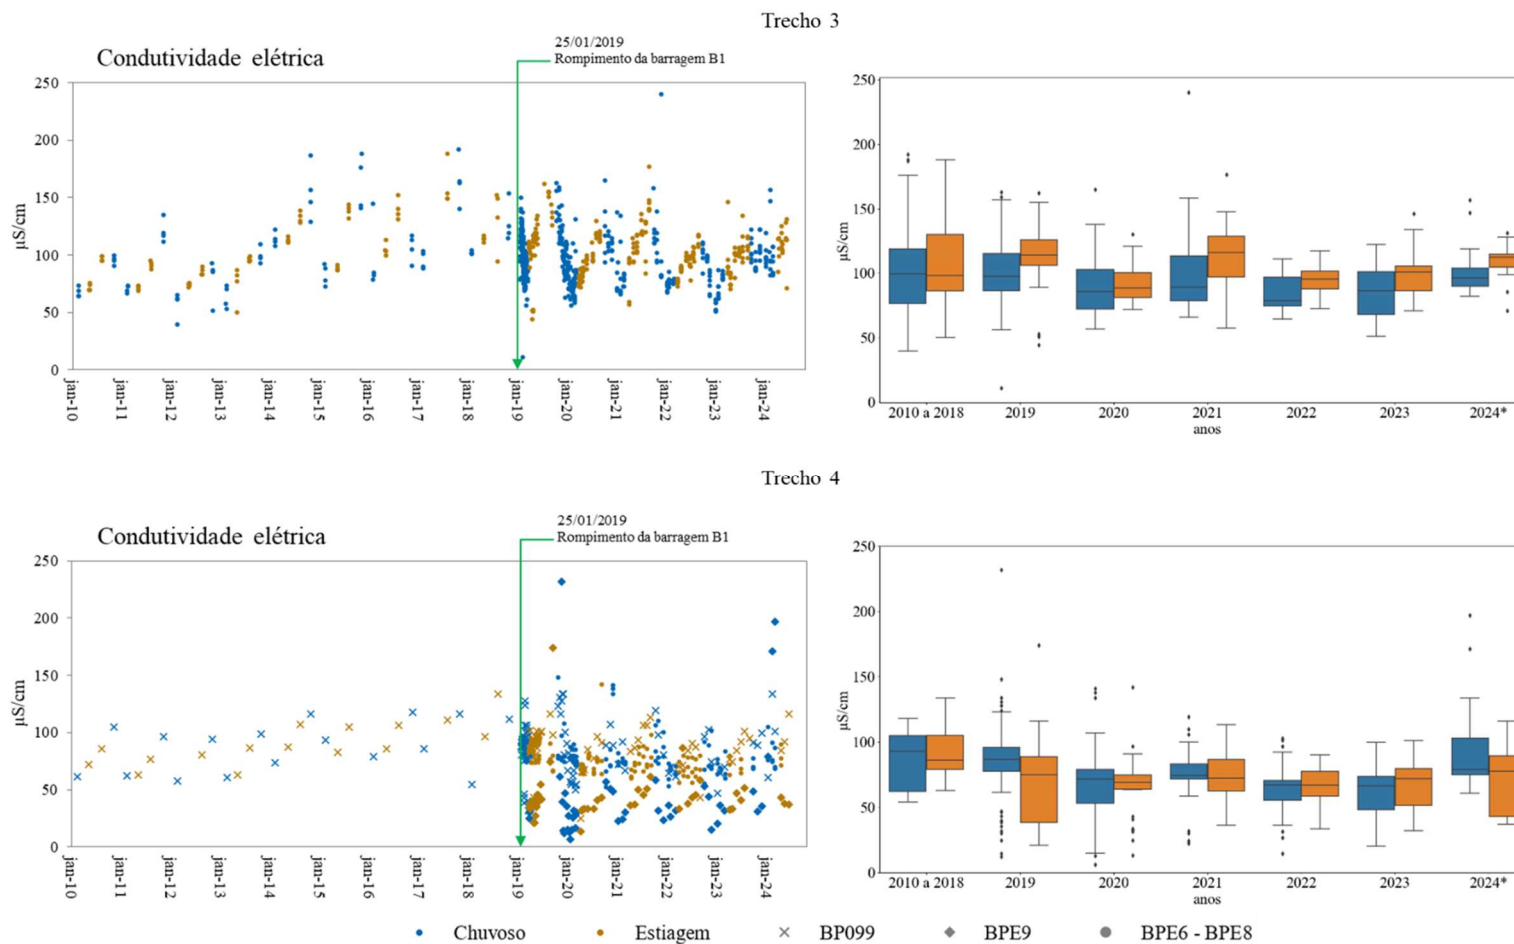 Trecho 3
Condutividade elétrica
25/01/2019
Rompimento da barragem B1
µS/cm
250
200
150
100
50
0
jan-10
jan-11
jan-12
jan-13
jan-14
jan-15
jan-16
jan-17
jan-18
jan-19
jan-20
jan-21
jan-22
jan-23
jan-24
µS/cm
250
200
150
100
50
0
2010 a 2018
2019
2020
2021
2022
2023
2024*
anos
Trecho 4
Condutividade elétrica
25/01/2019
Rompimento da barragem B1
µS/cm
250
200
150
100
50
0
jan-10
jan-11
jan-12
jan-13
jan-14
jan-15
jan-16
jan-17
jan-18
jan-19
jan-20
jan-21
jan-22
jan-23
jan-24
µS/cm
250
200
150
100
50
0
2010 a 2018
2019
2020
2021
2022
2023
2024*
anos
Chuvoso Estiagem BP099 BPE9 BPE6 - BPE8